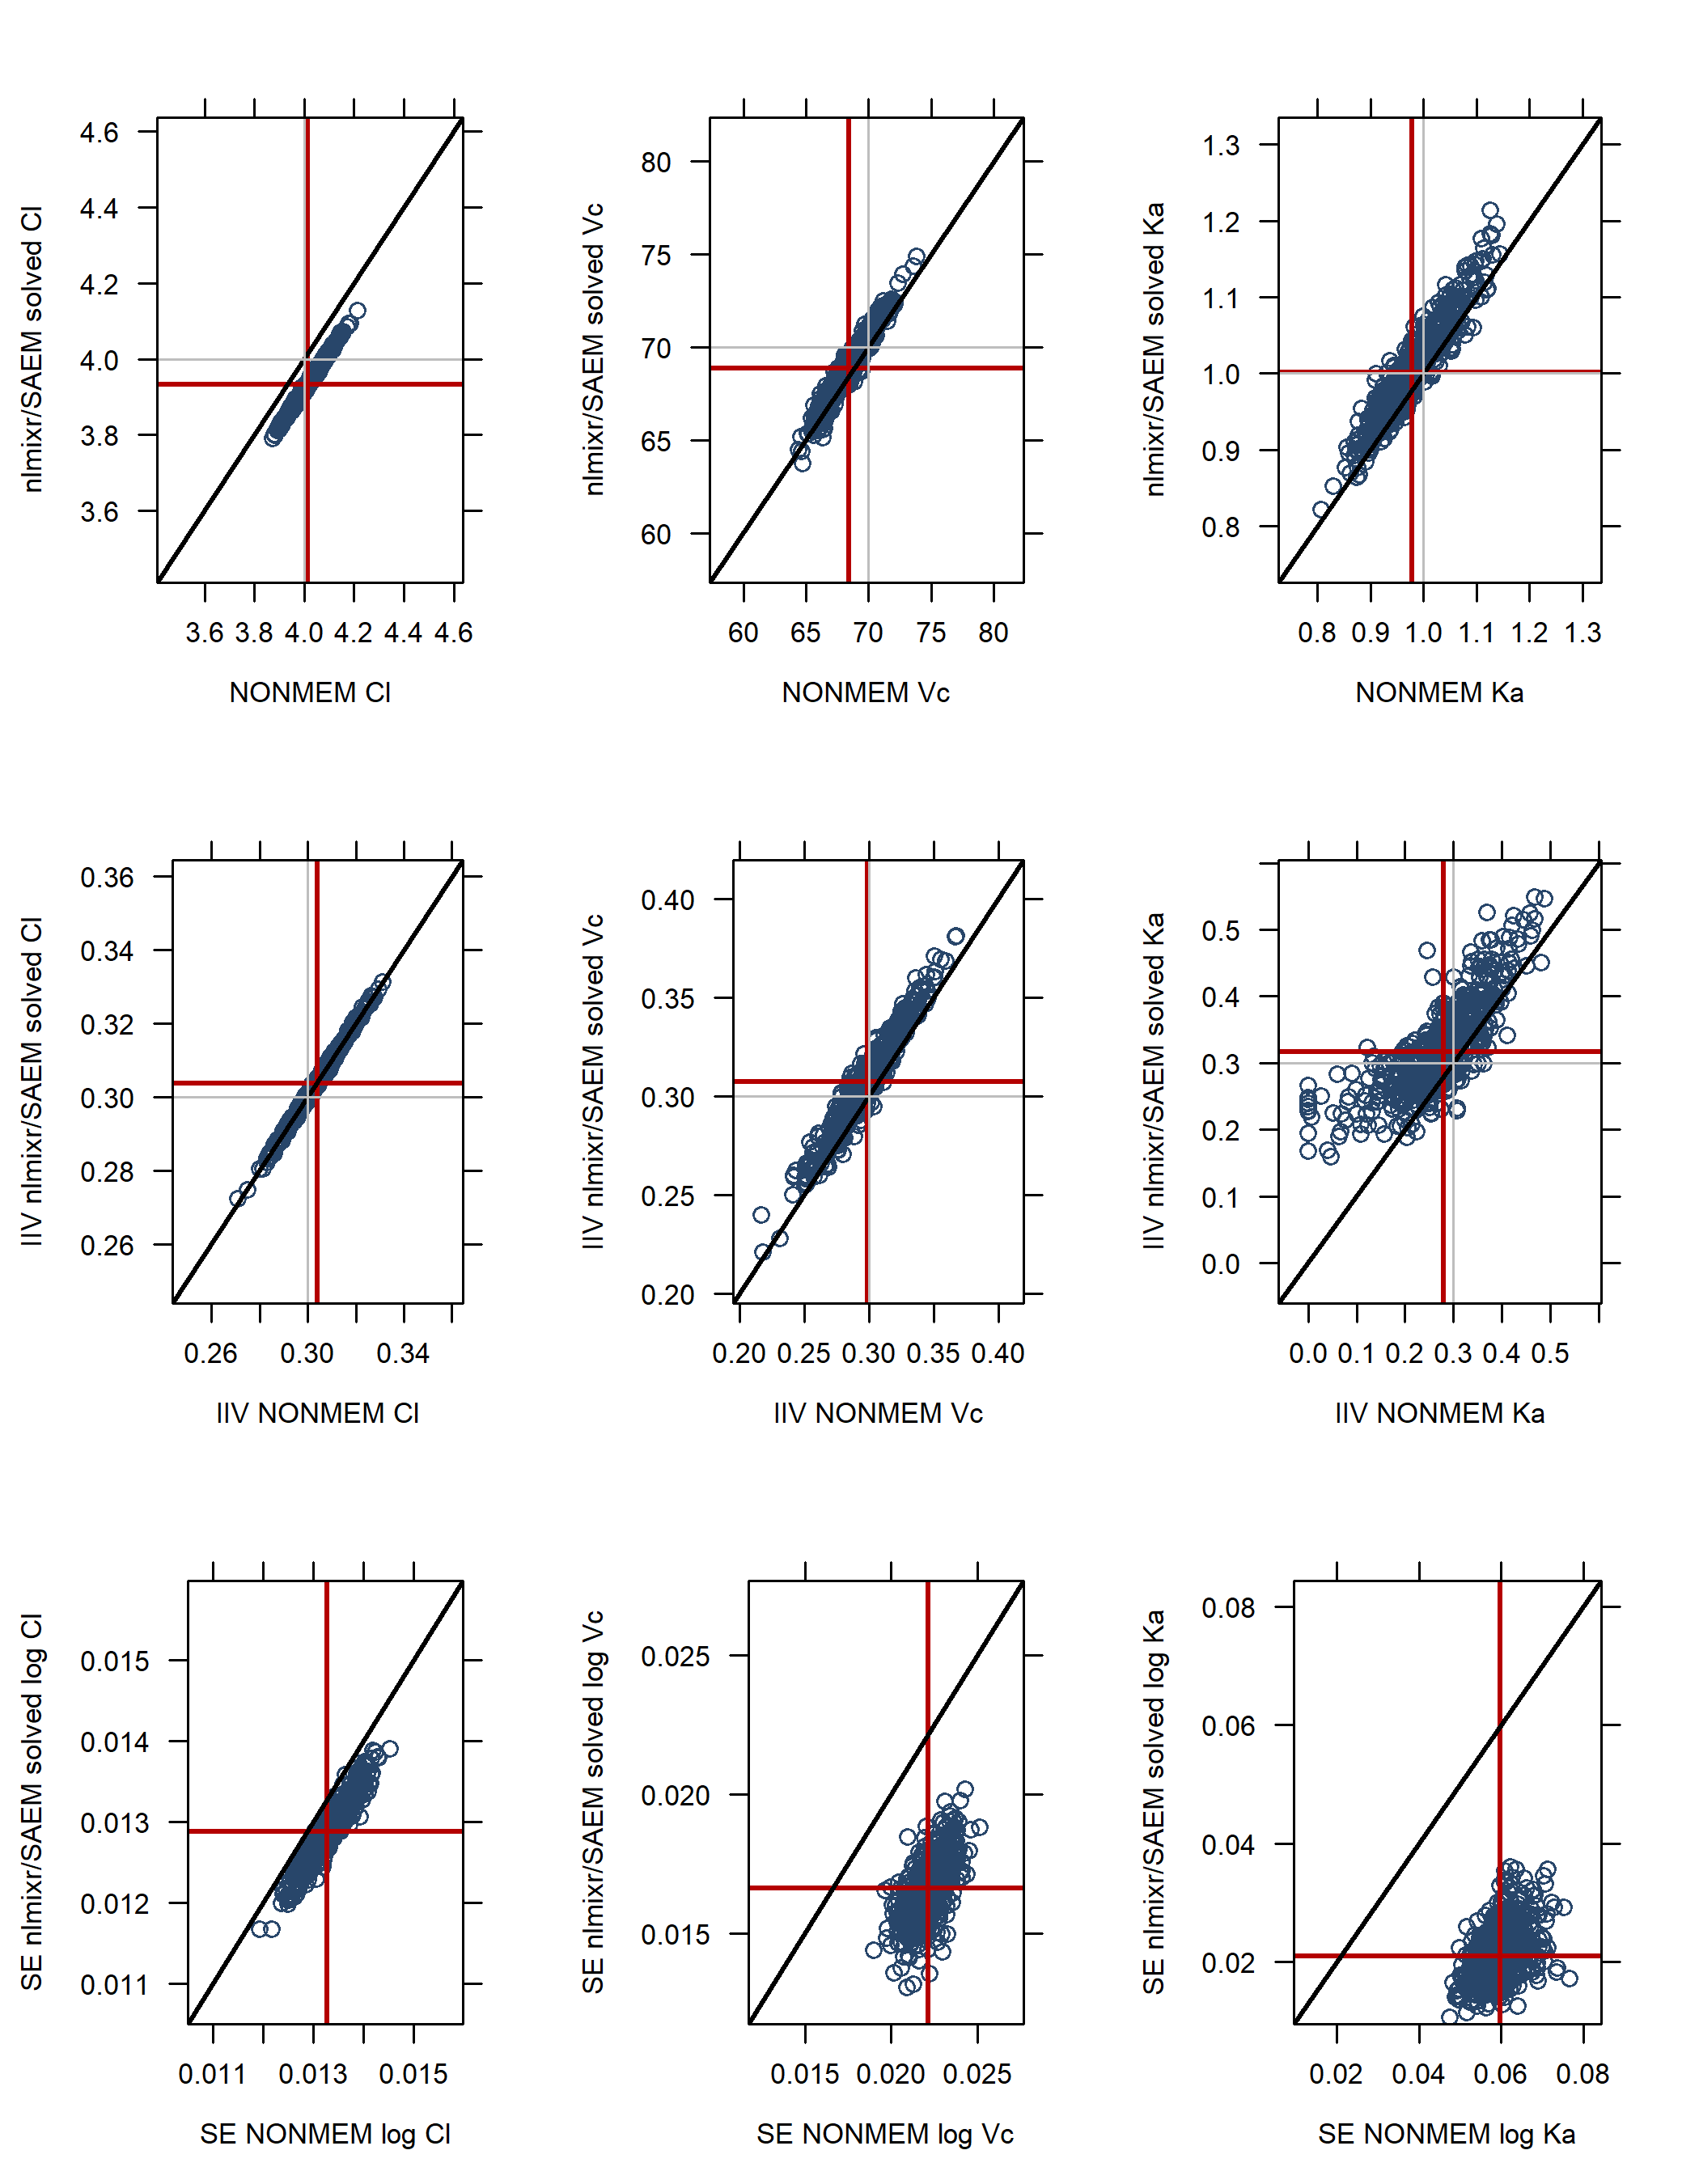 nlmixr/SAEM solved Cl
4.6
4.4
4.2
4.0
3.8
3.6
3.6 3.8 4.0 4.2 4.4 4.6
NONMEM Cl
nlmixr/SAEM solved Vc
80
75
70
65
60
60 65 70 75 80
NONMEM Vc
nlmixr/SAEM solved Ka
1.3
1.2
1.1
1.0
0.9
0.8
0.8 0.9 1.0 1.1 1.2 1.3
NONMEM Ka
IIV nlmixr/SAEM solved Cl
0.36
0.34
0.32
0.30
0.28
0.26
0.26 0.30 0.34
IIV NONMEM Cl
IIV nlmixr/SAEM solved Vc
0.40
0.35
0.30
0.25
0.20
0.20 0.25 0.30 0.35 0.40
IIV NONMEM Vc
IIV nlmixr/SAEM solved Ka
0.5
0.4
0.3
0.2
0.1
0.0
0.0 0.1 0.2 0.3 0.4 0.5
IIV NONMEM Ka
SE nlmixr/SAEM solved log Cl
0.015
0.014
0.013
0.012
0.011
0.011 0.013 0.015
SE NONMEM log Cl
SE nlmixr/SAEM solved log Vc
0.025
0.020
0.015
0.015 0.020 0.025
SE NONMEM log Vc
SE nlmixr/SAEM solved log Ka
0.08
0.06
0.04
0.02
0.02 0.04 0.06 0.08
SE NONMEM log Ka